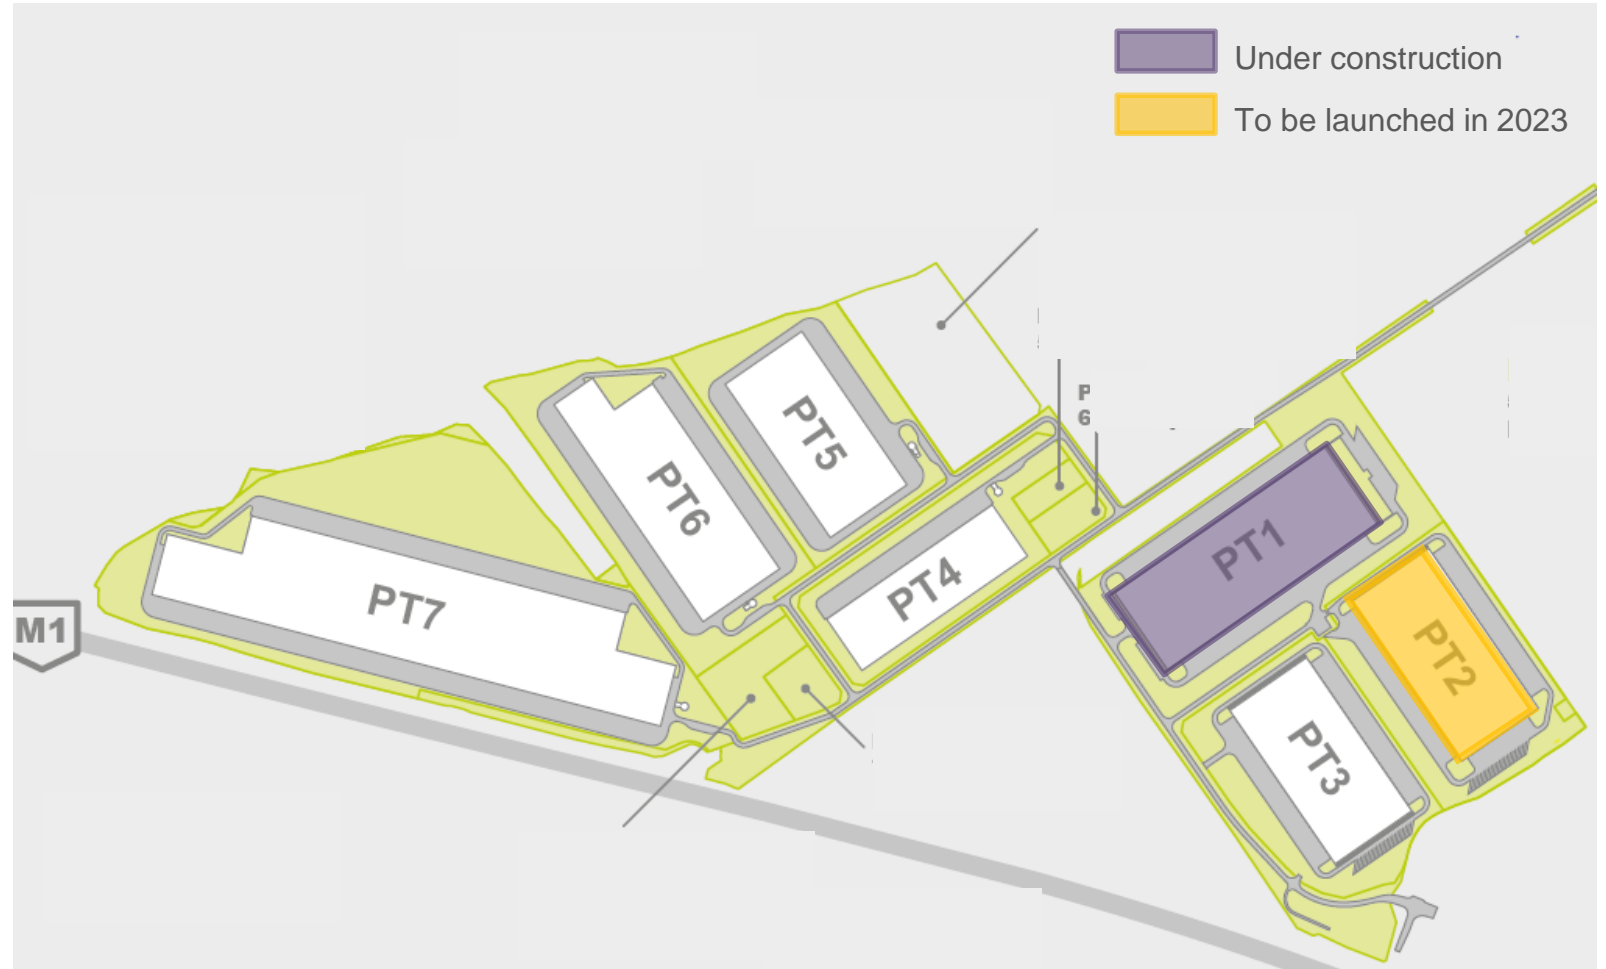 Under construction
To be launched in 2023
P
6
PT5
PT6
PT1
PT4
PT7
M1
PT2
PT3